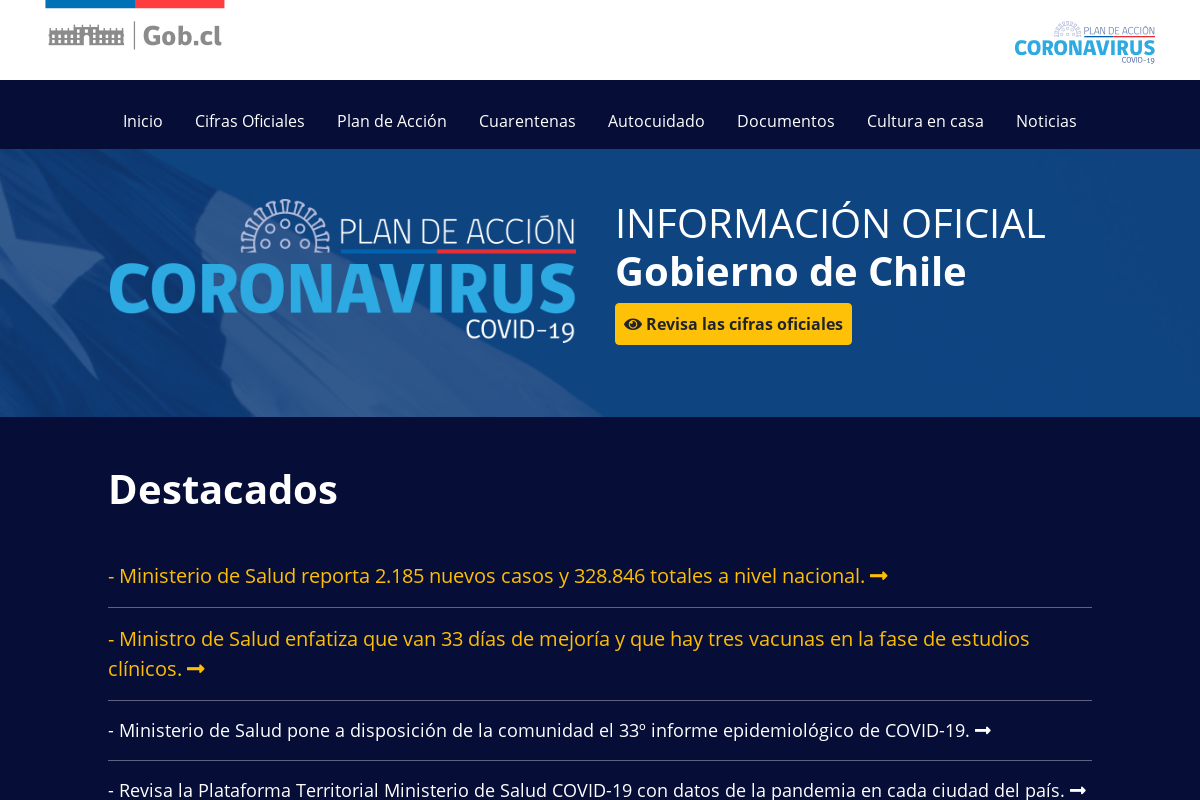 Gob.cl
PLAN DE ACCIÓN
CORONAVIRUS
COVID-19
Inicio Cifras Oficiales Plan de Acción Cuarentenas Autocuidado Documentos Cultura en casa Noticias
PLAN DE ACCIÓN
CORONAVIRUS
COVID-19
INFORMACIÓN OFICIAL
Gobierno de Chile
Revisa las cifras oficiales
Destacados
- Ministerio de Salud reporta 2.185 nuevos casos y 328.846 totales a nivel nacional.
- Ministro de Salud enfatiza que van 33 días de mejoría y que hay tres vacunas en la fase de estudios
clínicos.
- Ministerio de Salud pone a disposición de la comunidad el 33º informe epidemiológico de COVID-19.
- Revisa la Plataforma Territorial Ministerio de Salud COVID-19 con datos de la pandemia en cada ciudad del país.